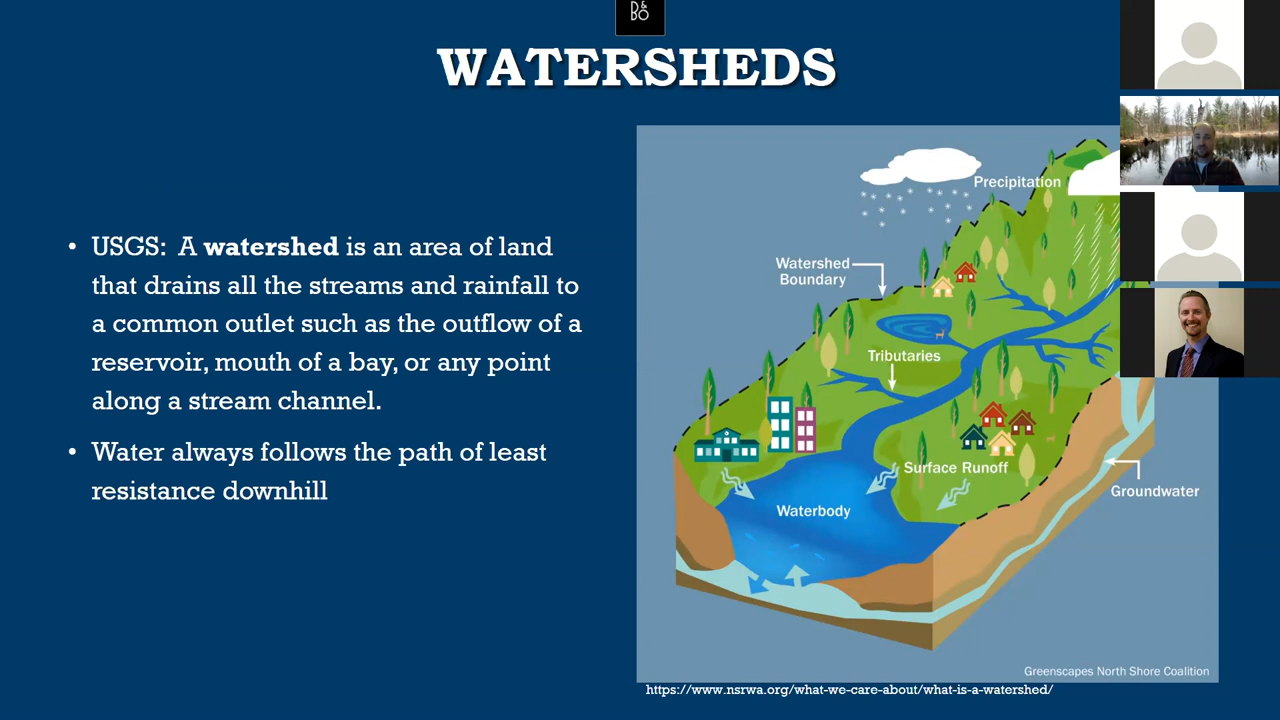 B&
BO
WATERSHEDS
• USGS: A watershed is an area of land
that drains all the streams and rainfall to
a common outlet such as the outflow of a
reservoir, mouth of a bay, or any point
along a stream channel.
• Water always follows the path of least
resistance downhill
Precipitation
Watershed
Boundary
Tributaries
Surface Runoff
Groundwater
Waterbody
Greenscapes North Shore Coalition
https://www.nsrwa.org/what-we-care-about/what-is-a-watershed/